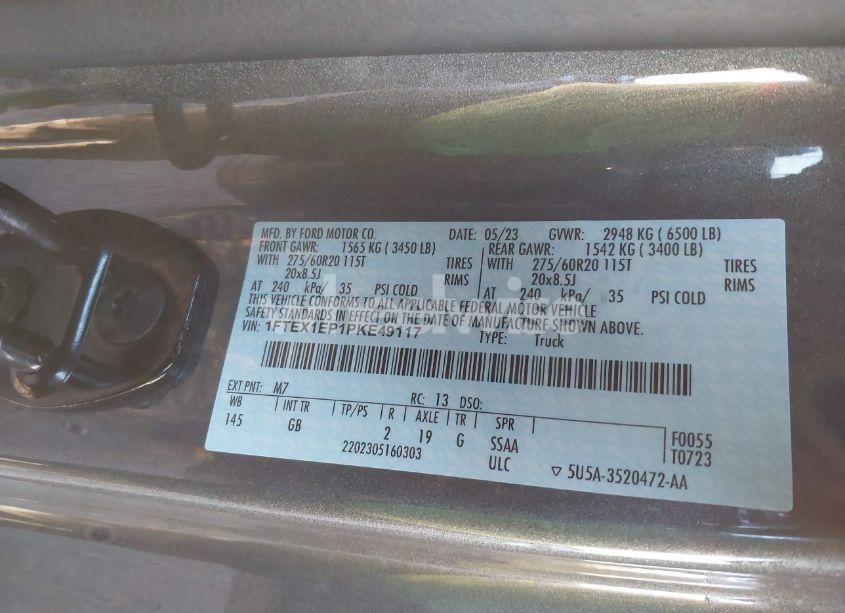 MFD. BY FORD MOTOR CO. DATE: 05/23 GVWR: 2948 KG ( 6500 LB)
FRONT GAWR: 1565 KG ( 3450 LB) REAR GAWR: 1542 KG ( 3400 LB)
WITH 275/60R20 115T TIRES WITH 275/60R20 115T TIRES
20x8.5J RIMS 20x8.5J RIMS
AT 240 kPa/ 35 PSI COLD AT 240 kPa/ 35 PSI COLD
THIS VEHICLE CONFORMS TO ALL APPLICABLE FEDERAL MOTOR VEHICLE
SAFETY STANDARDS IN EFFECT ON THE DATE OF MANUFACTURE SHOWN ABOVE.
VIN: 1FTEX1EP1PKE49117 TYPE: Truck
EXT PNT: M7 RC: 13 DSO:
WB INT TR TP/PS R AXLE TR SPR
145 GB 2 19 G SSAA
2202305160303 ULC
F0055
T0723
▽ 5U5A-3520472-AA